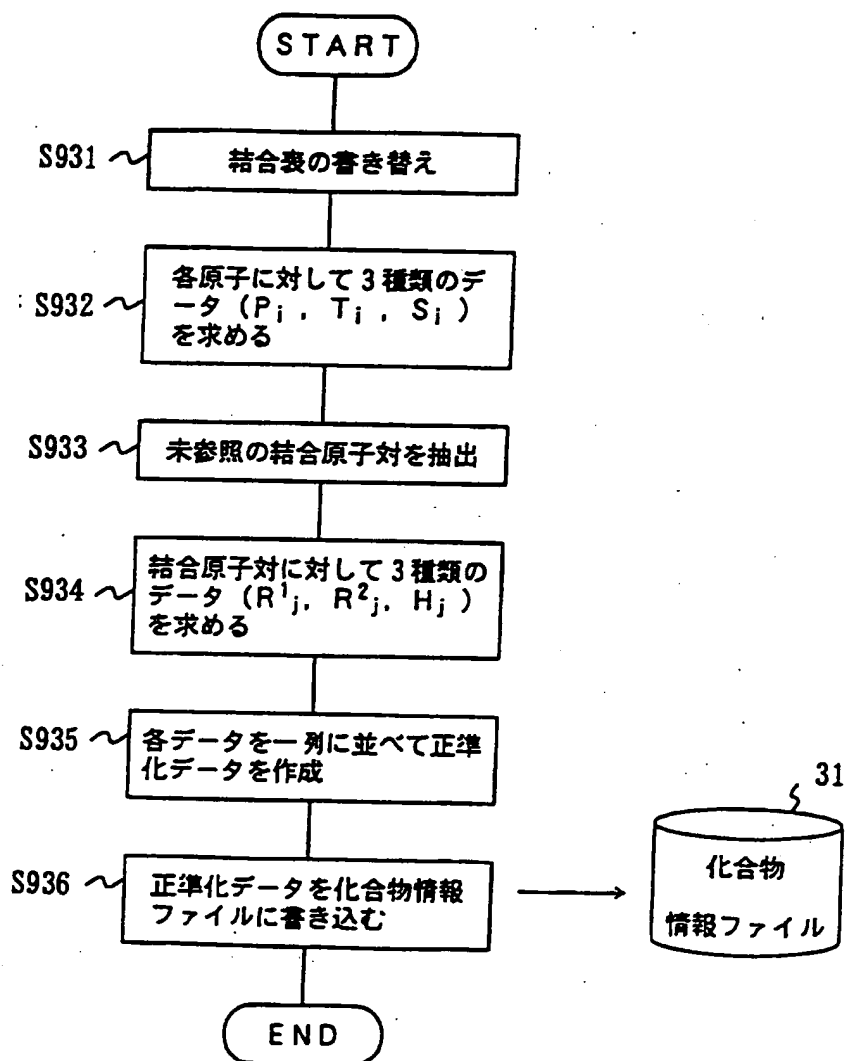 START
S931
結合表の書き替え
S932
各原子に対して3種類のデ
ータ(Pi, Ti, Si)
を求める
S933
未参照の結合原子対を抽出
S934
結合原子対に対して3種類の
データ(R¹j, R²j, Hj)
を求める
S935
各データを一列に並べて正準
化データを作成
31
S936
正準化データを化合物情報
ファイルに書き込む
化合物
情報ファイル
END